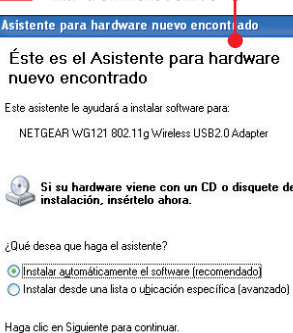 Asistente para hardware nuevo encontrado
Éste es el Asistente para hardware
nuevo encontrado
Este asistente le ayudará a instalar software para:
NETGEAR WG121 802.11g Wireless USB2.0 Adapter
Si su hardware viene con un CD o disquete de
instalación, insértelo ahora.
¿Qué desea que haga el asistente?
Instalar automáticamente el software (recomendado)
Instalar desde una lista o ubicación específica (avanzado)
Haga clic en Siguiente para continuar.